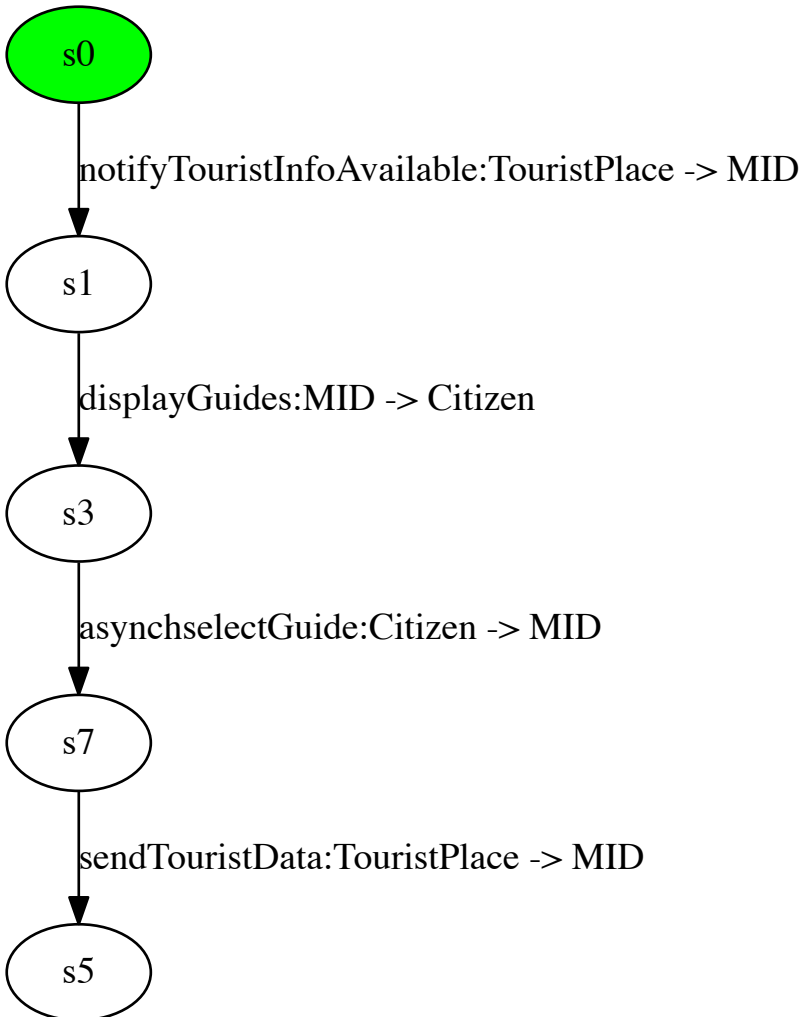 s0
notifyTouristInfoAvailable:TouristPlace -> MID
s1
displayGuides:MID -> Citizen
s3
asynchselectGuide:Citizen -> MID
s7
sendTouristData:TouristPlace -> MID
s5